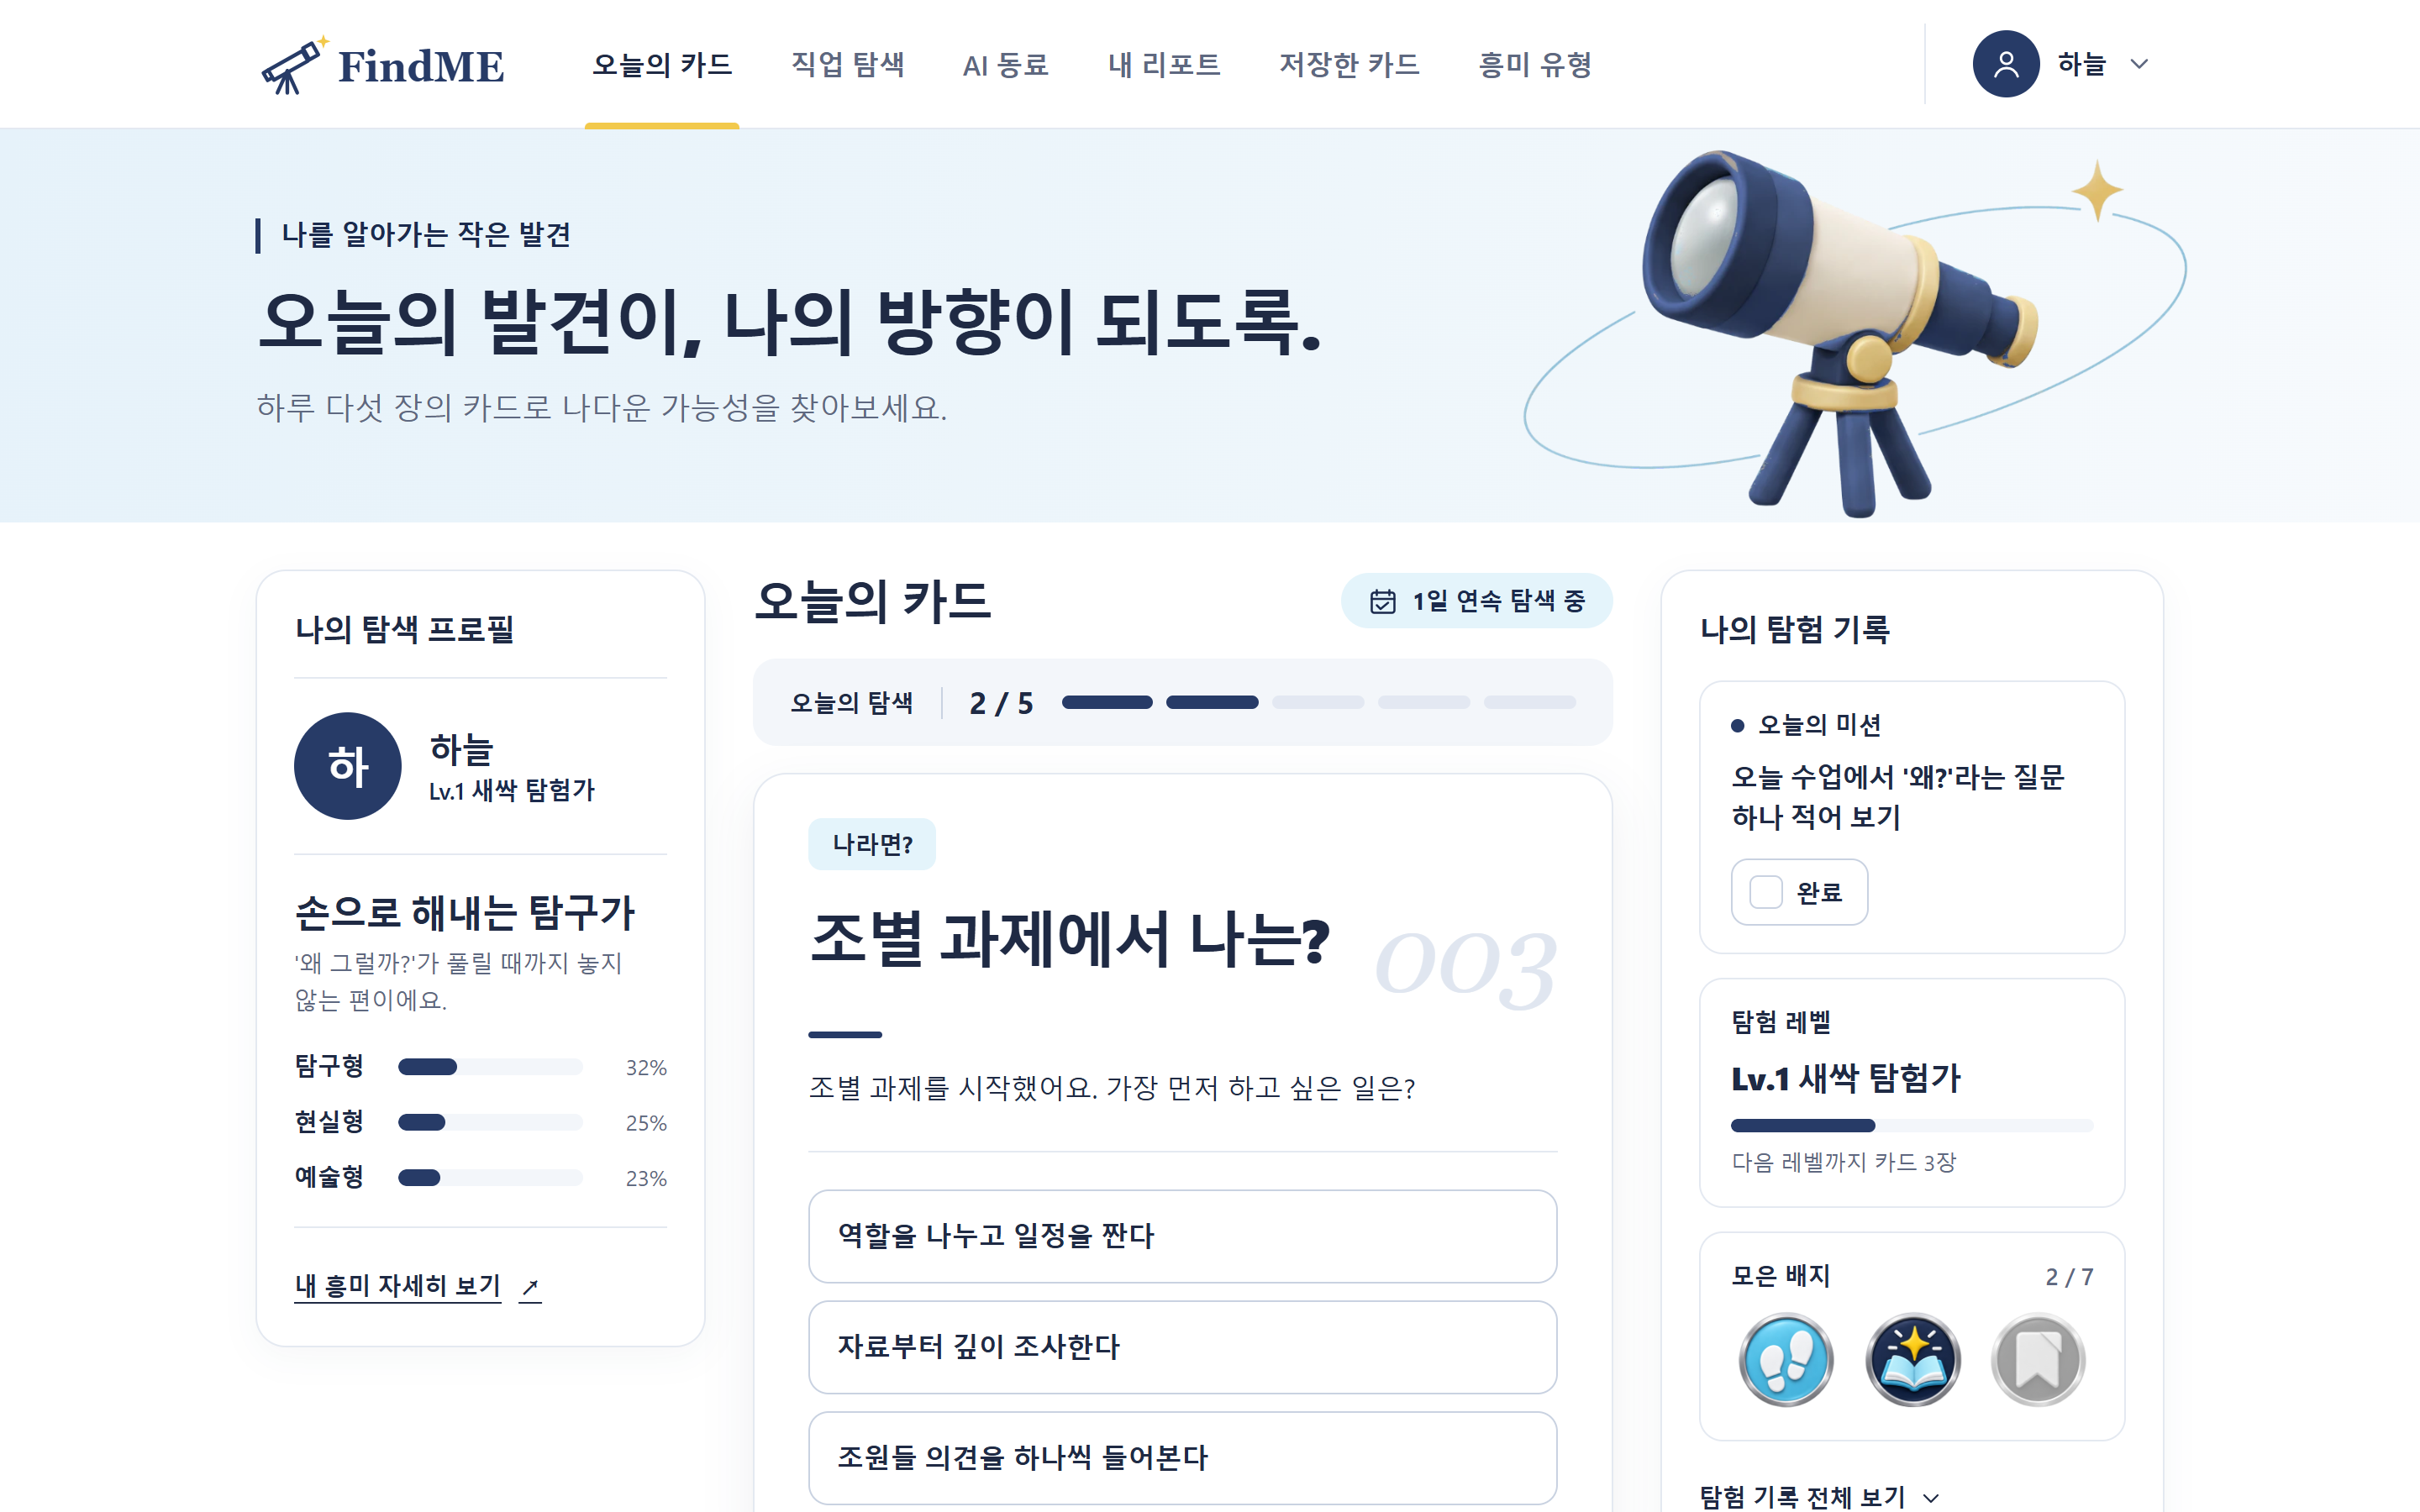 FindME
오늘의 카드
직업 탐색
AI 동료
내 리포트
저장한 카드
흥미 유형
하늘
나를 알아가는 작은 발견
오늘의 발견이, 나의 방향이 되도록.
하루 다섯 장의 카드로 나다운 가능성을 찾아보세요.
나의 탐색 프로필
하
하늘
Lv.1 새싹 탐험가
손으로 해내는 탐구가
'왜 그럴까?'가 풀릴 때까지 놓지
않는 편이에요.
탐구형 32%
현실형 25%
예술형 23%
내 흥미 자세히 보기 ↗
오늘의 카드
1일 연속 탐색 중
오늘의 탐색
2 / 5
나라면?
조별 과제에서 나는?
003
조별 과제를 시작했어요. 가장 먼저 하고 싶은 일은?
역할을 나누고 일정을 짠다
자료부터 깊이 조사한다
조원들 의견을 하나씩 들어본다
나의 탐험 기록
오늘의 미션
오늘 수업에서 '왜?'라는 질문
하나 적어 보기
완료
탐험 레벨
Lv.1 새싹 탐험가
다음 레벨까지 카드 3장
모은 배지
2 / 7
탐험 기록 전체 보기